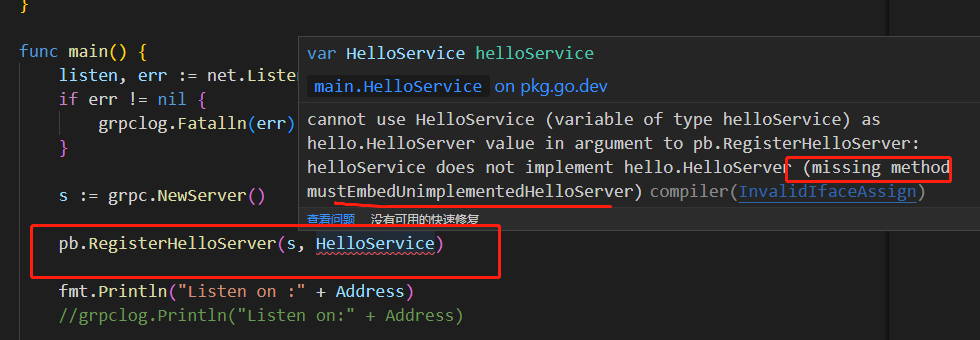 }
func main() {
listen, err := net.Listen
if err != nil {
grpclog.Fatalln(err)
}
s := grpc.NewServer()
pb.RegisterHelloServer(s, HelloService)
fmt.Println("Listen on :" + Address)
//grpclog.Println("Listen on:" + Address)
var HelloService helloService
main.HelloService on pkg.go.dev
cannot use HelloService (variable of type helloService) as
hello.HelloServer value in argument to pb.RegisterHelloServer:
helloService does not implement hello.HelloServer (missing method
mustEmbedUnimplementedHelloServer) compiler(InvalidIfaceAssign)
查看问题 没有可用的快速修复